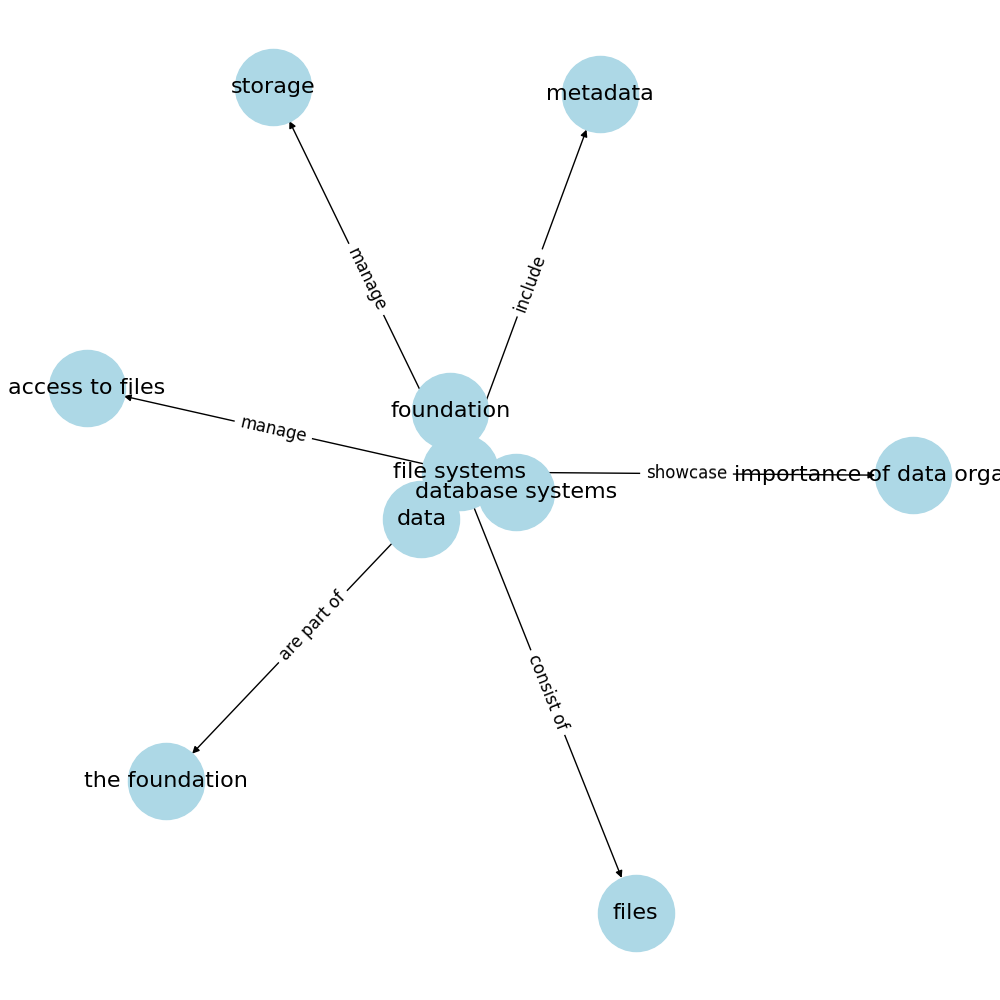 storage
metadata
manage
include
access to files
foundation
manage
file systems
showcase
importance of data orga
database systems
data
are part of
consist of
the foundation
files